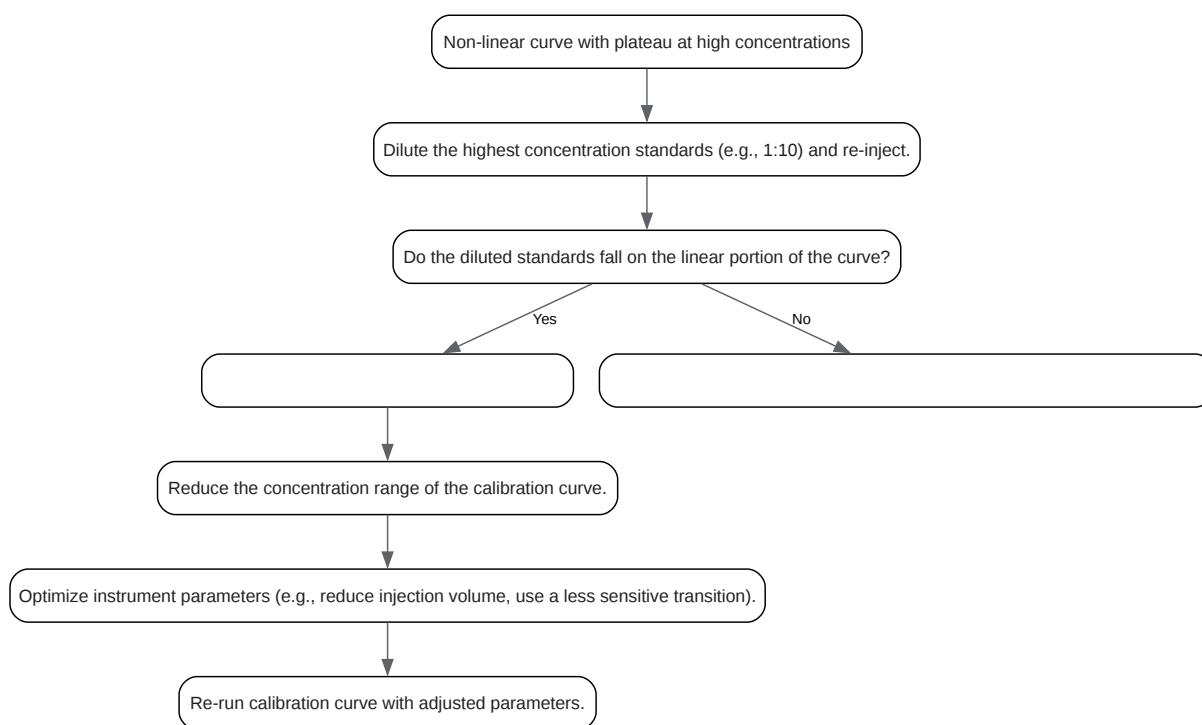 Non-linear curve with plateau at high concentrations
Dilute the highest concentration standards (e.g., 1:10) and re-inject.
Do the diluted standards fall on the linear portion of the curve?
Yes
No
Reduce the concentration range of the calibration curve.
Optimize instrument parameters (e.g., reduce injection volume, use a less sensitive transition).
Re-run calibration curve with adjusted parameters.